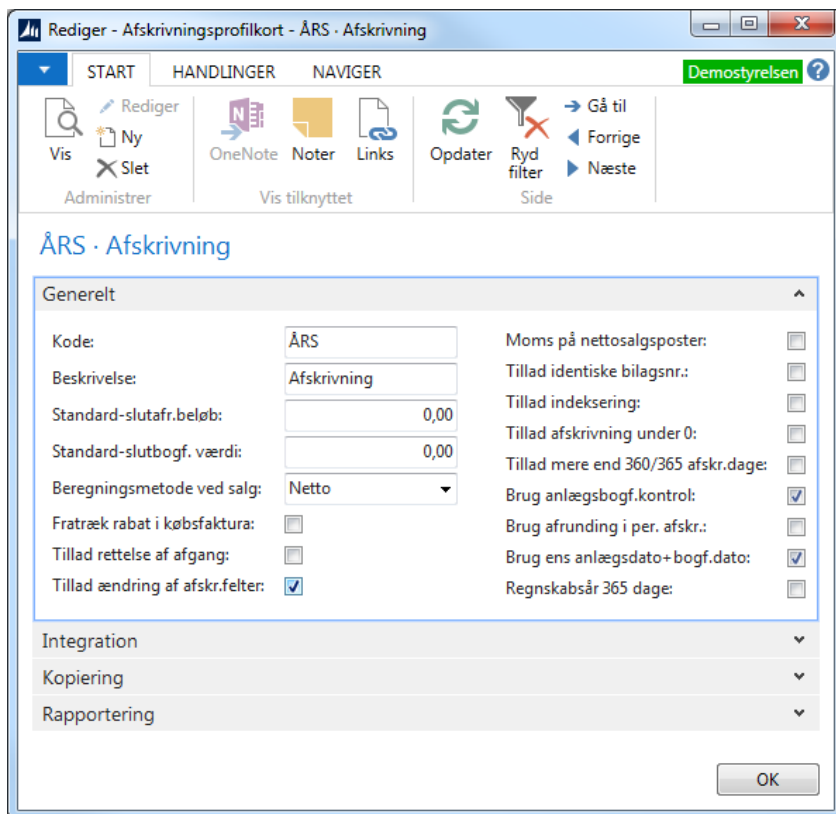 Rediger - Afskrivningsprofilkort - ÅRS · Afskrivning
START HANDLINGER NAVIGER Demostyrelsen
Vis
Rediger
Ny
Slet
Administrer
OneNote Noter Links
Vis tilknyttet
Opdater
Ryd
filter
Gå til
Forrige
Næste
Side
ÅRS · Afskrivning
Generelt
Kode: ÅRS
Beskrivelse: Afskrivning
Standard-slutafr.beløb: 0,00
Standard-slutbogf. værdi: 0,00
Beregningsmetode ved salg: Netto
Fratræk rabat i købsfaktura:
Tillad rettelse af afgang:
Tillad ændring af afskr.felter:
Moms på nettosalgsposter:
Tillad identiske bilagsnr.:
Tillad indeksering:
Tillad afskrivning under 0:
Tillad mere end 360/365 afskr.dage:
Brug anlægsbogf.kontrol:
Brug afrunding i per. afskr.:
Brug ens anlægsdato+bogf.dato:
Regnskabsår 365 dage:
Integration
Kopiering
Rapportering
OK